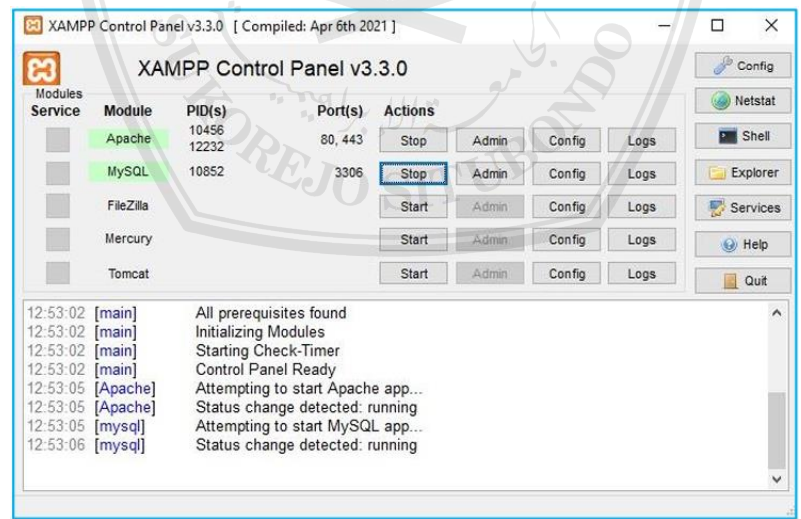 XAMPP Control Panel v3.3.0 [ Compiled: Apr 6th 2021 ]
XAMPP Control Panel v3.3.0
Config
Modules
Service Module PID(s) Port(s) Actions
Netstat
Apache 10456 12232 80, 443 Stop Admin Config Logs
Shell
MySQL 10852 3306 Stop Admin Config Logs
Explorer
FileZilla Start Admin Config Logs
Services
Mercury Start Admin Config Logs
Help
Tomcat Start Admin Config Logs
Quit
12:53:02 [main] All prerequisites found
12:53:02 [main] Initializing Modules
12:53:02 [main] Starting Check-Timer
12:53:02 [main] Control Panel Ready
12:53:05 [Apache] Attempting to start Apache app...
12:53:05 [Apache] Status change detected: running
12:53:05 [mysql] Attempting to start MySQL app...
12:53:06 [mysql] Status change detected: running
SUKOREJO SITUBONDO